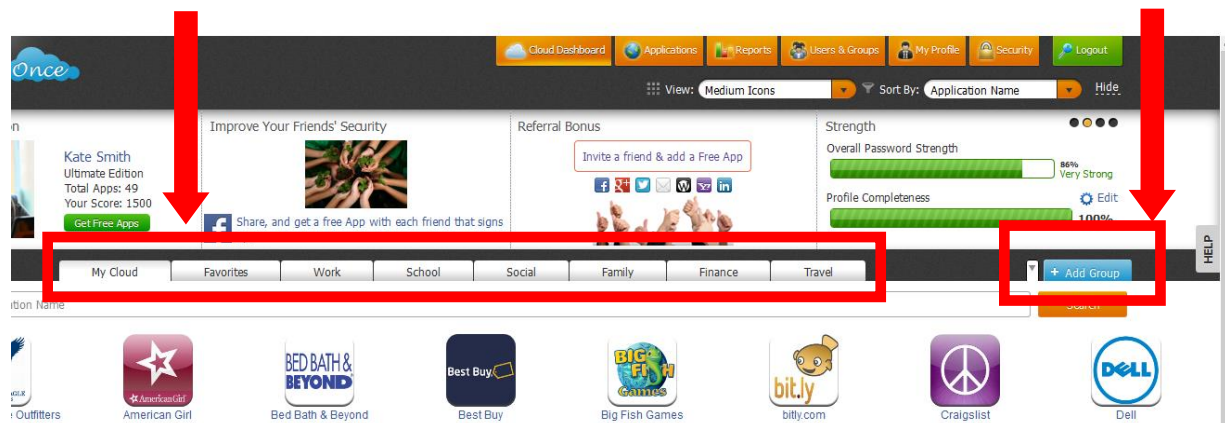 Once
Cloud Dashboard Applications Reports Users & Groups My Profile Security Logout
View: Medium Icons Sort By: Application Name Hide
Improve Your Friends' Security Referral Bonus Strength
Kate Smith
Ultimate Edition
Total Apps: 49
Your Score: 1500
Get Free Apps
Share, and get a free App with each friend that signs
Invite a friend & add a Free App
Overall Password Strength
86%
Very Strong
Profile Completeness Edit
100%
HELP
My Cloud Favorites Work School Social Family Finance Travel + Add Group
ation Name Search
American Girl
BED BATH &
BEYOND
Best Buy
BIG
FISH
Games
bit.ly
DELL
Outfitters American Girl Bed Bath & Beyond Best Buy Big Fish Games bitly.com Craigslist Dell